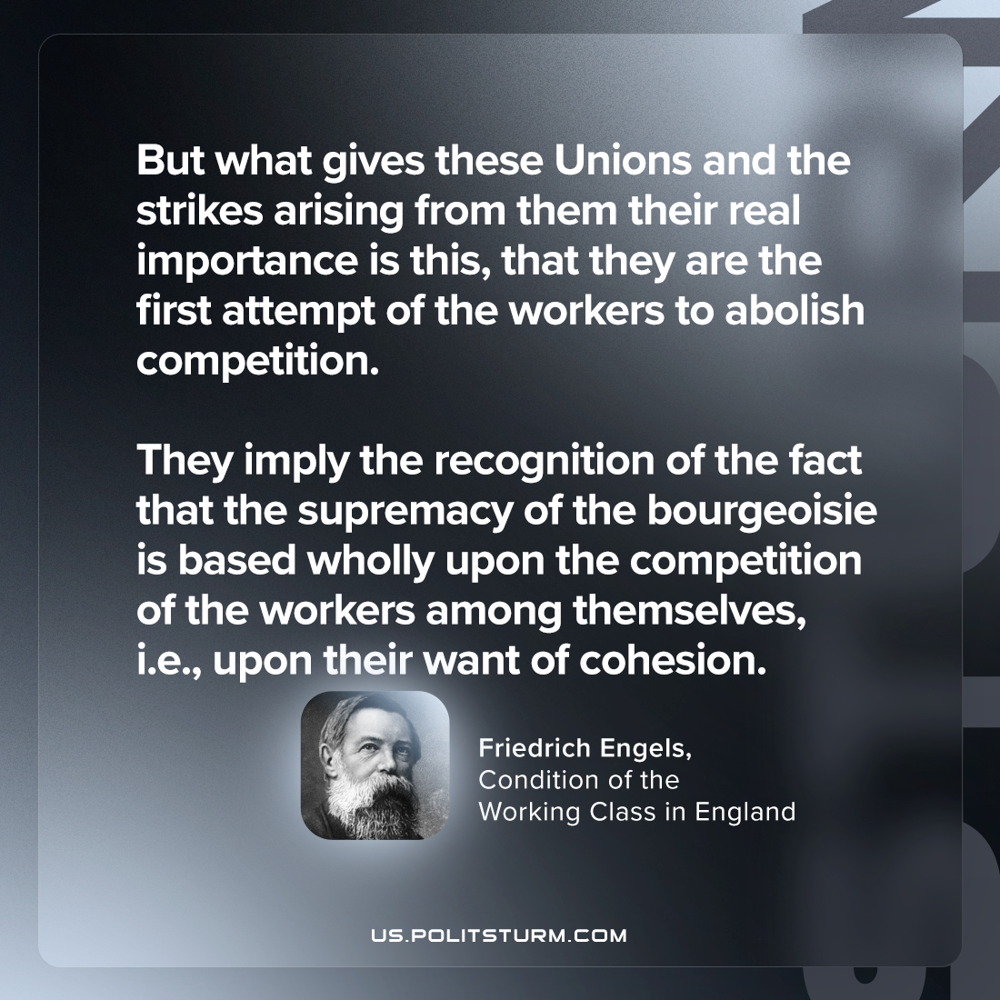 But what gives these Unions and the
strikes arising from them their real
importance is this, that they are the
first attempt of the workers to abolish
competition.
They imply the recognition of the fact
that the supremacy of the bourgeoisie
is based wholly upon the competition
of the workers among themselves,
i.e., upon their want of cohesion.
Friedrich Engels,
Condition of the
Working Class in England
US.POLITSTURM.COM